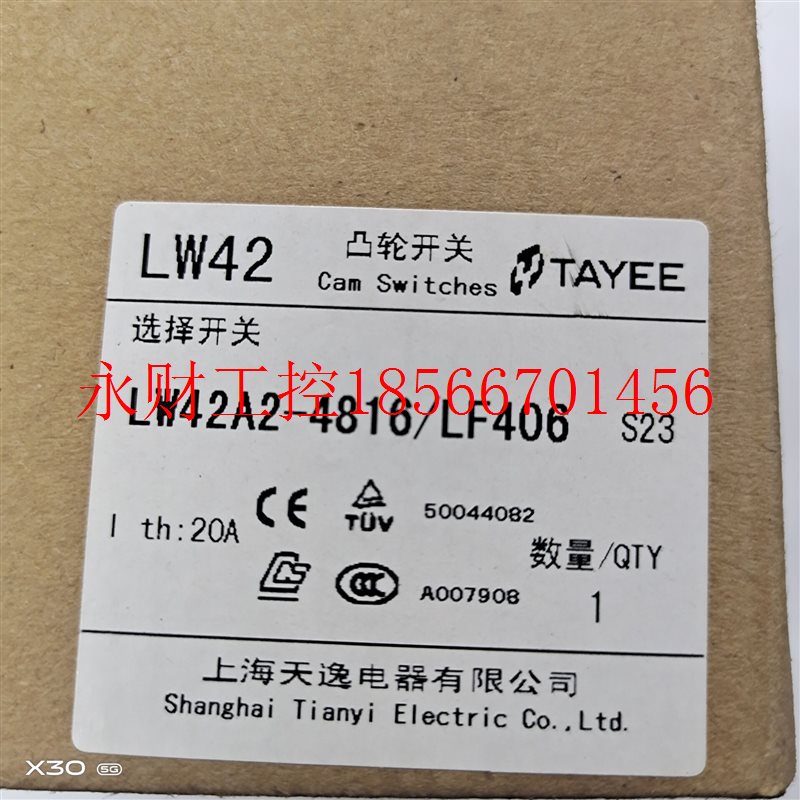 LW42 凸轮开关 TAYEE
Cam Switches
选择开关
永财工控18566701456
LW42A2-4816/LF406 S23
I th:20A CE TÜV 50044082
数量/QTY
CCC A007908 1
上海天逸电器有限公司
Shanghai Tianyi Electric Co.,Ltd.
X30 5G